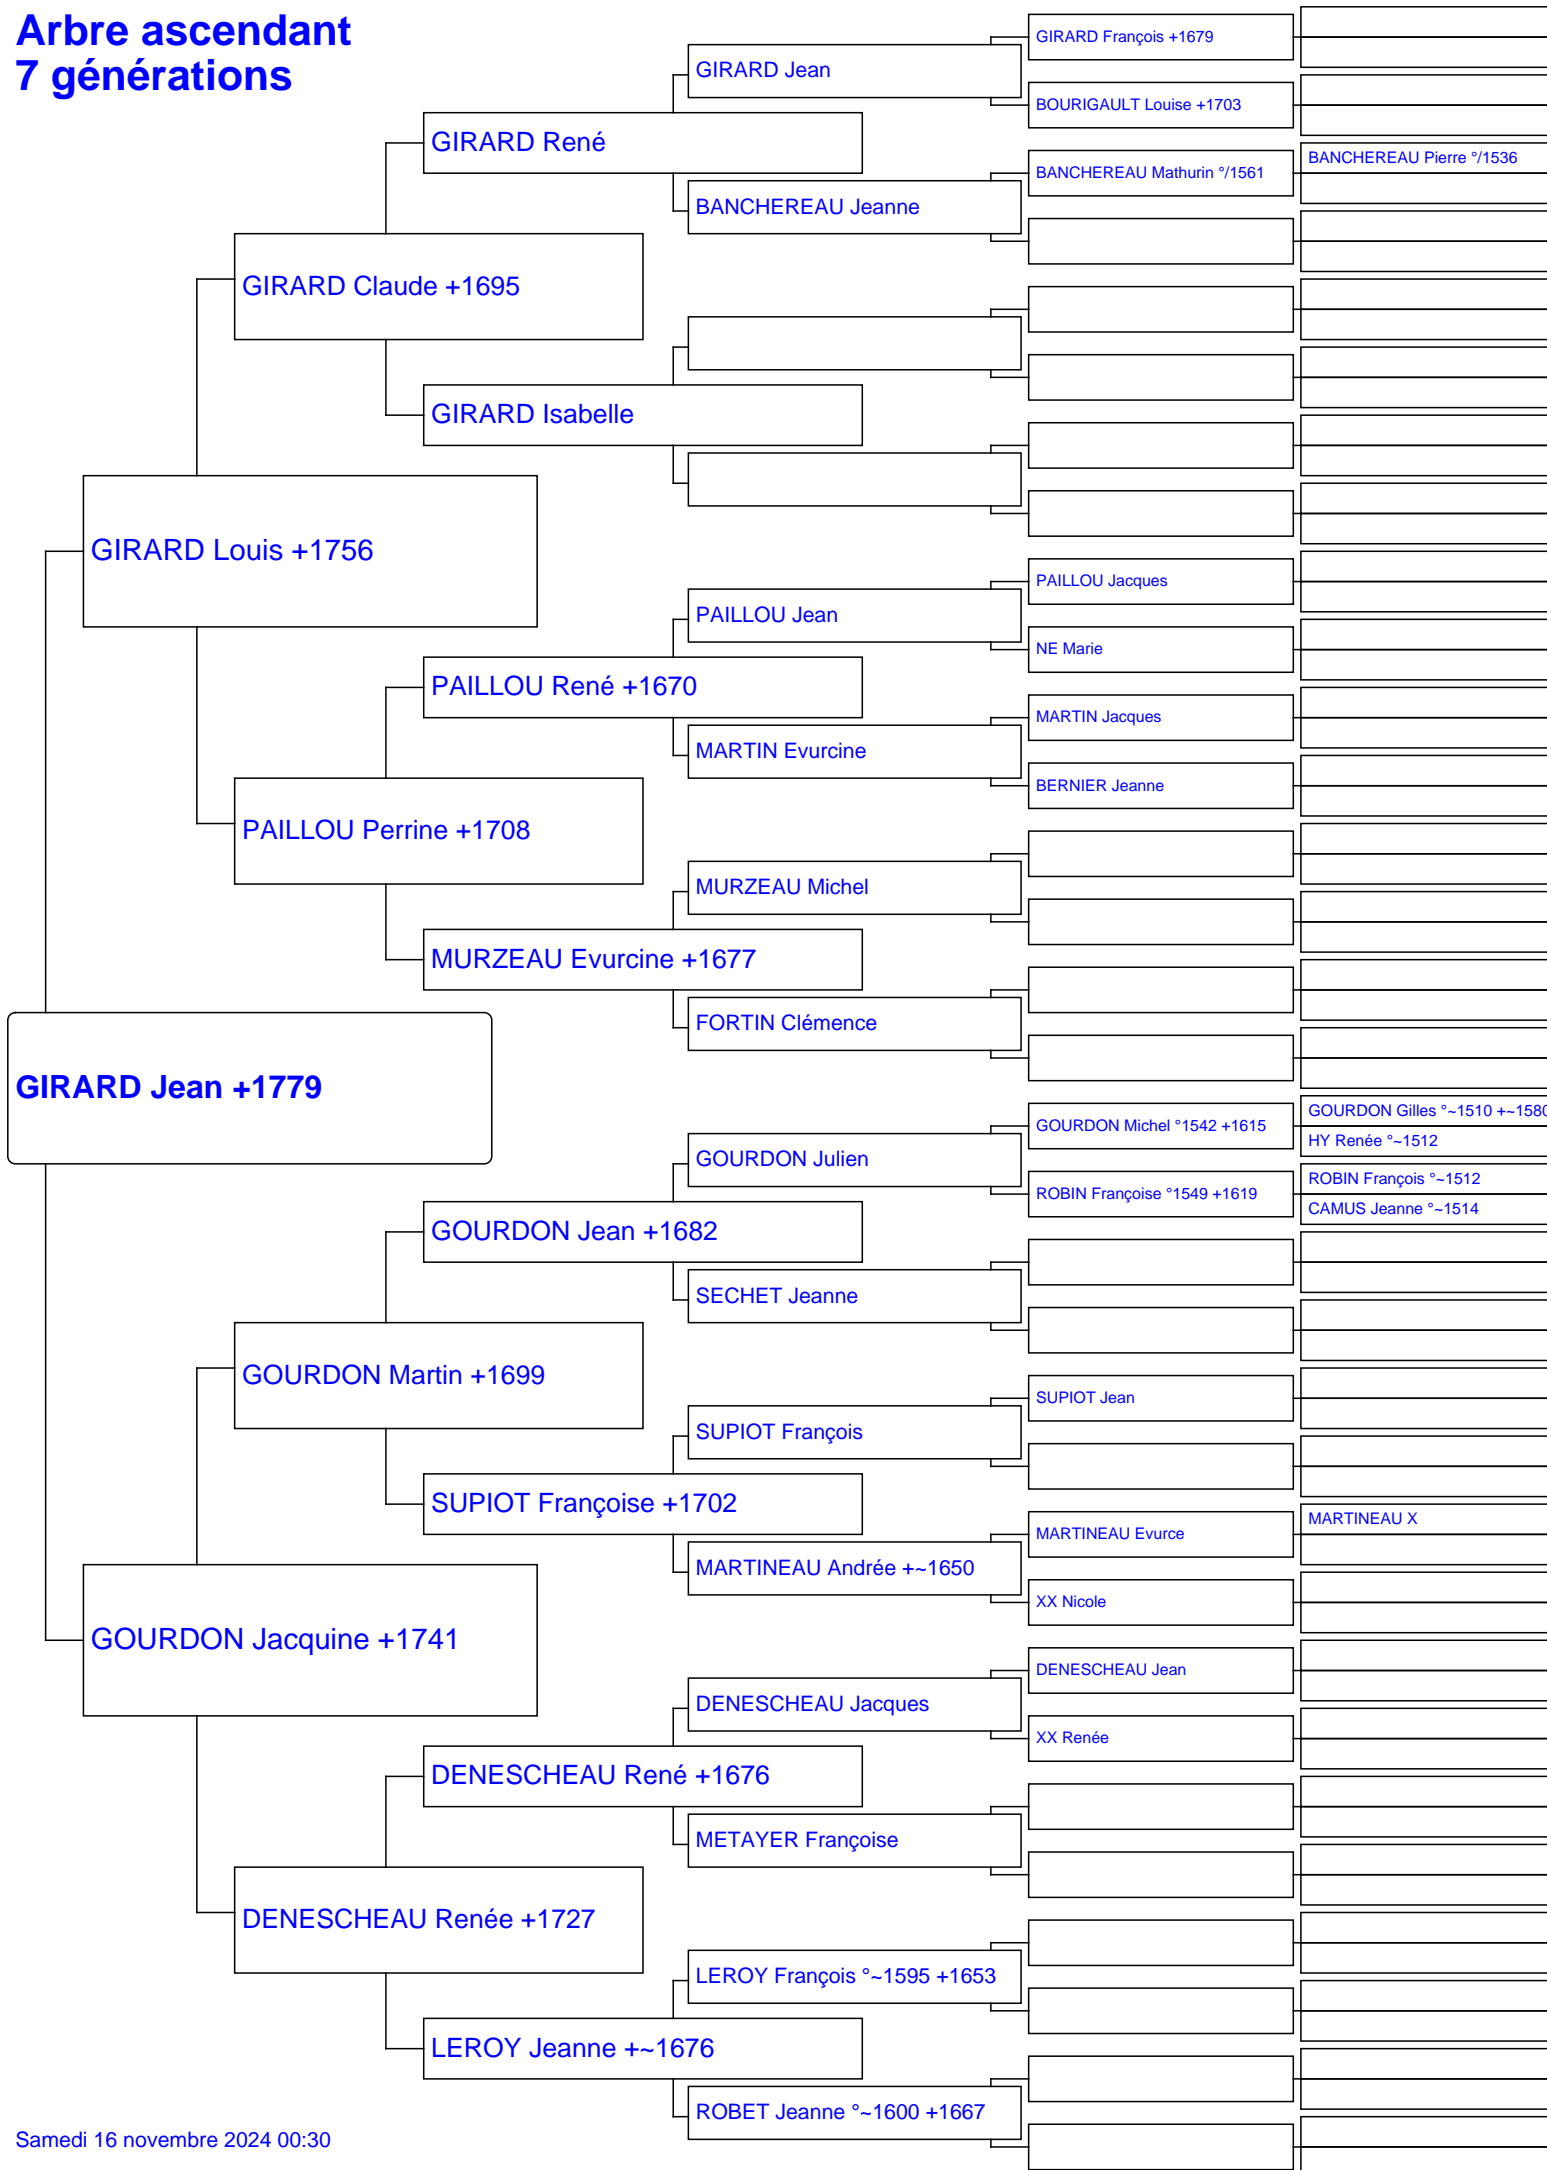 Arbre ascendant
7 générations
GIRARD François +1679
GIRARD Jean
BOURIGAULT Louise +1703
GIRARD René
BANCHEREAU Pierre °/1536
BANCHEREAU Mathurin °/1561
BANCHEREAU Jeanne
GIRARD Claude +1695
GIRARD Isabelle
GIRARD Louis +1756
PAILLOU Jacques
PAILLOU Jean
NE Marie
PAILLOU René +1670
MARTIN Jacques
MARTIN Evurcine
BERNIER Jeanne
PAILLOU Perrine +1708
MURZEAU Michel
MURZEAU Evurcine +1677
FORTIN Clémence
GIRARD Jean +1779
GOURDON Gilles °~1510 +~1580
GOURDON Michel °1542 +1615
HY Renée °~1512
GOURDON Julien
ROBIN François °~1512
ROBIN Françoise °1549 +1619
CAMUS Jeanne °~1514
GOURDON Jean +1682
SECHET Jeanne
GOURDON Martin +1699
SUPIOT Jean
SUPIOT François
SUPIOT Françoise +1702
MARTINEAU X
MARTINEAU Evurce
MARTINEAU Andrée +~1650
XX Nicole
GOURDON Jacquine +1741
DENESCHEAU Jean
DENESCHEAU Jacques
XX Renée
DENESCHEAU René +1676
METAYER Françoise
DENESCHEAU Renée +1727
LEROY François °~1595 +1653
LEROY Jeanne +~1676
ROBET Jeanne °~1600 +1667
Samedi 16 novembre 2024 00:30